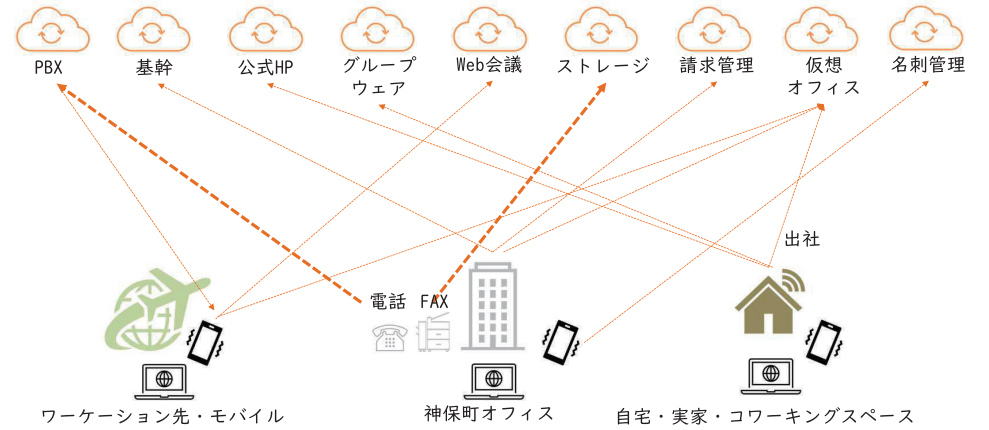 PBX
基幹
公式HP
グループ
ウェア
Web会議
ストレージ
請求管理
仮想
オフィス
名刺管理
出社
電話
FAX
ワーケーション先・モバイル
神保町オフィス
自宅・実家・コワーキングスペース